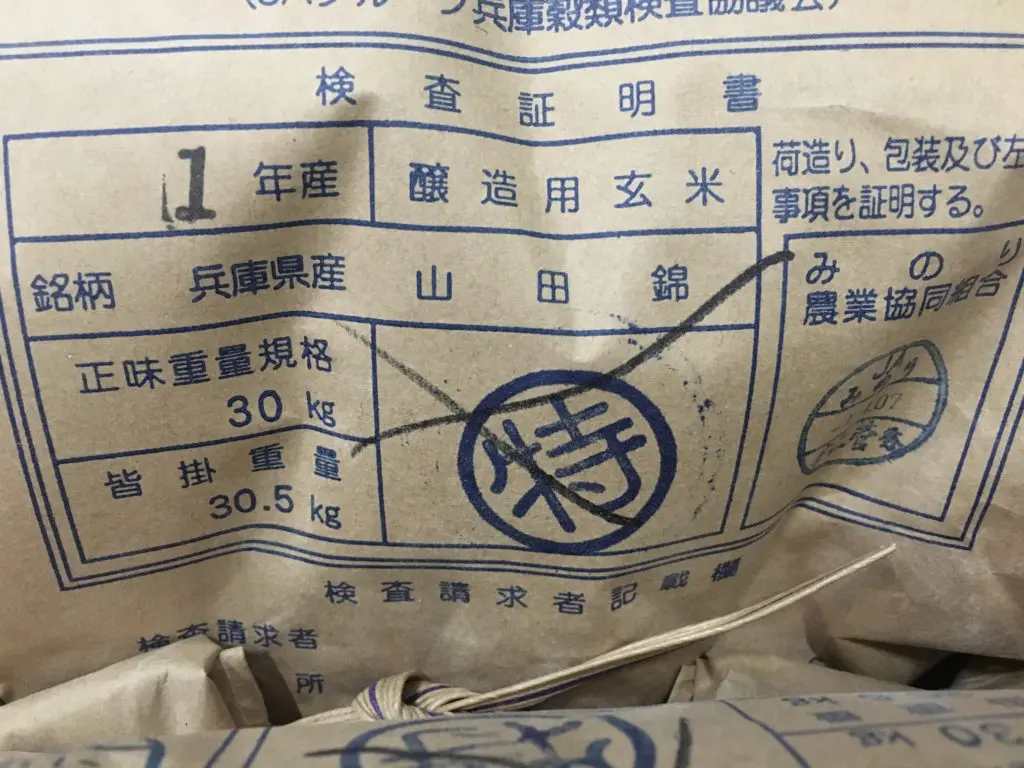 兵庫穀類検査協議会)
検査証明書
1年産
醸造用玄米
荷造り、包装及び左
事項を証明する。
銘柄 兵庫県産 山田錦
みのり
農業協同組合
正味重量規格
30 kg
特
皆掛重量
30.5 kg
検査請求者記載欄
検査請求者
所
30 kg